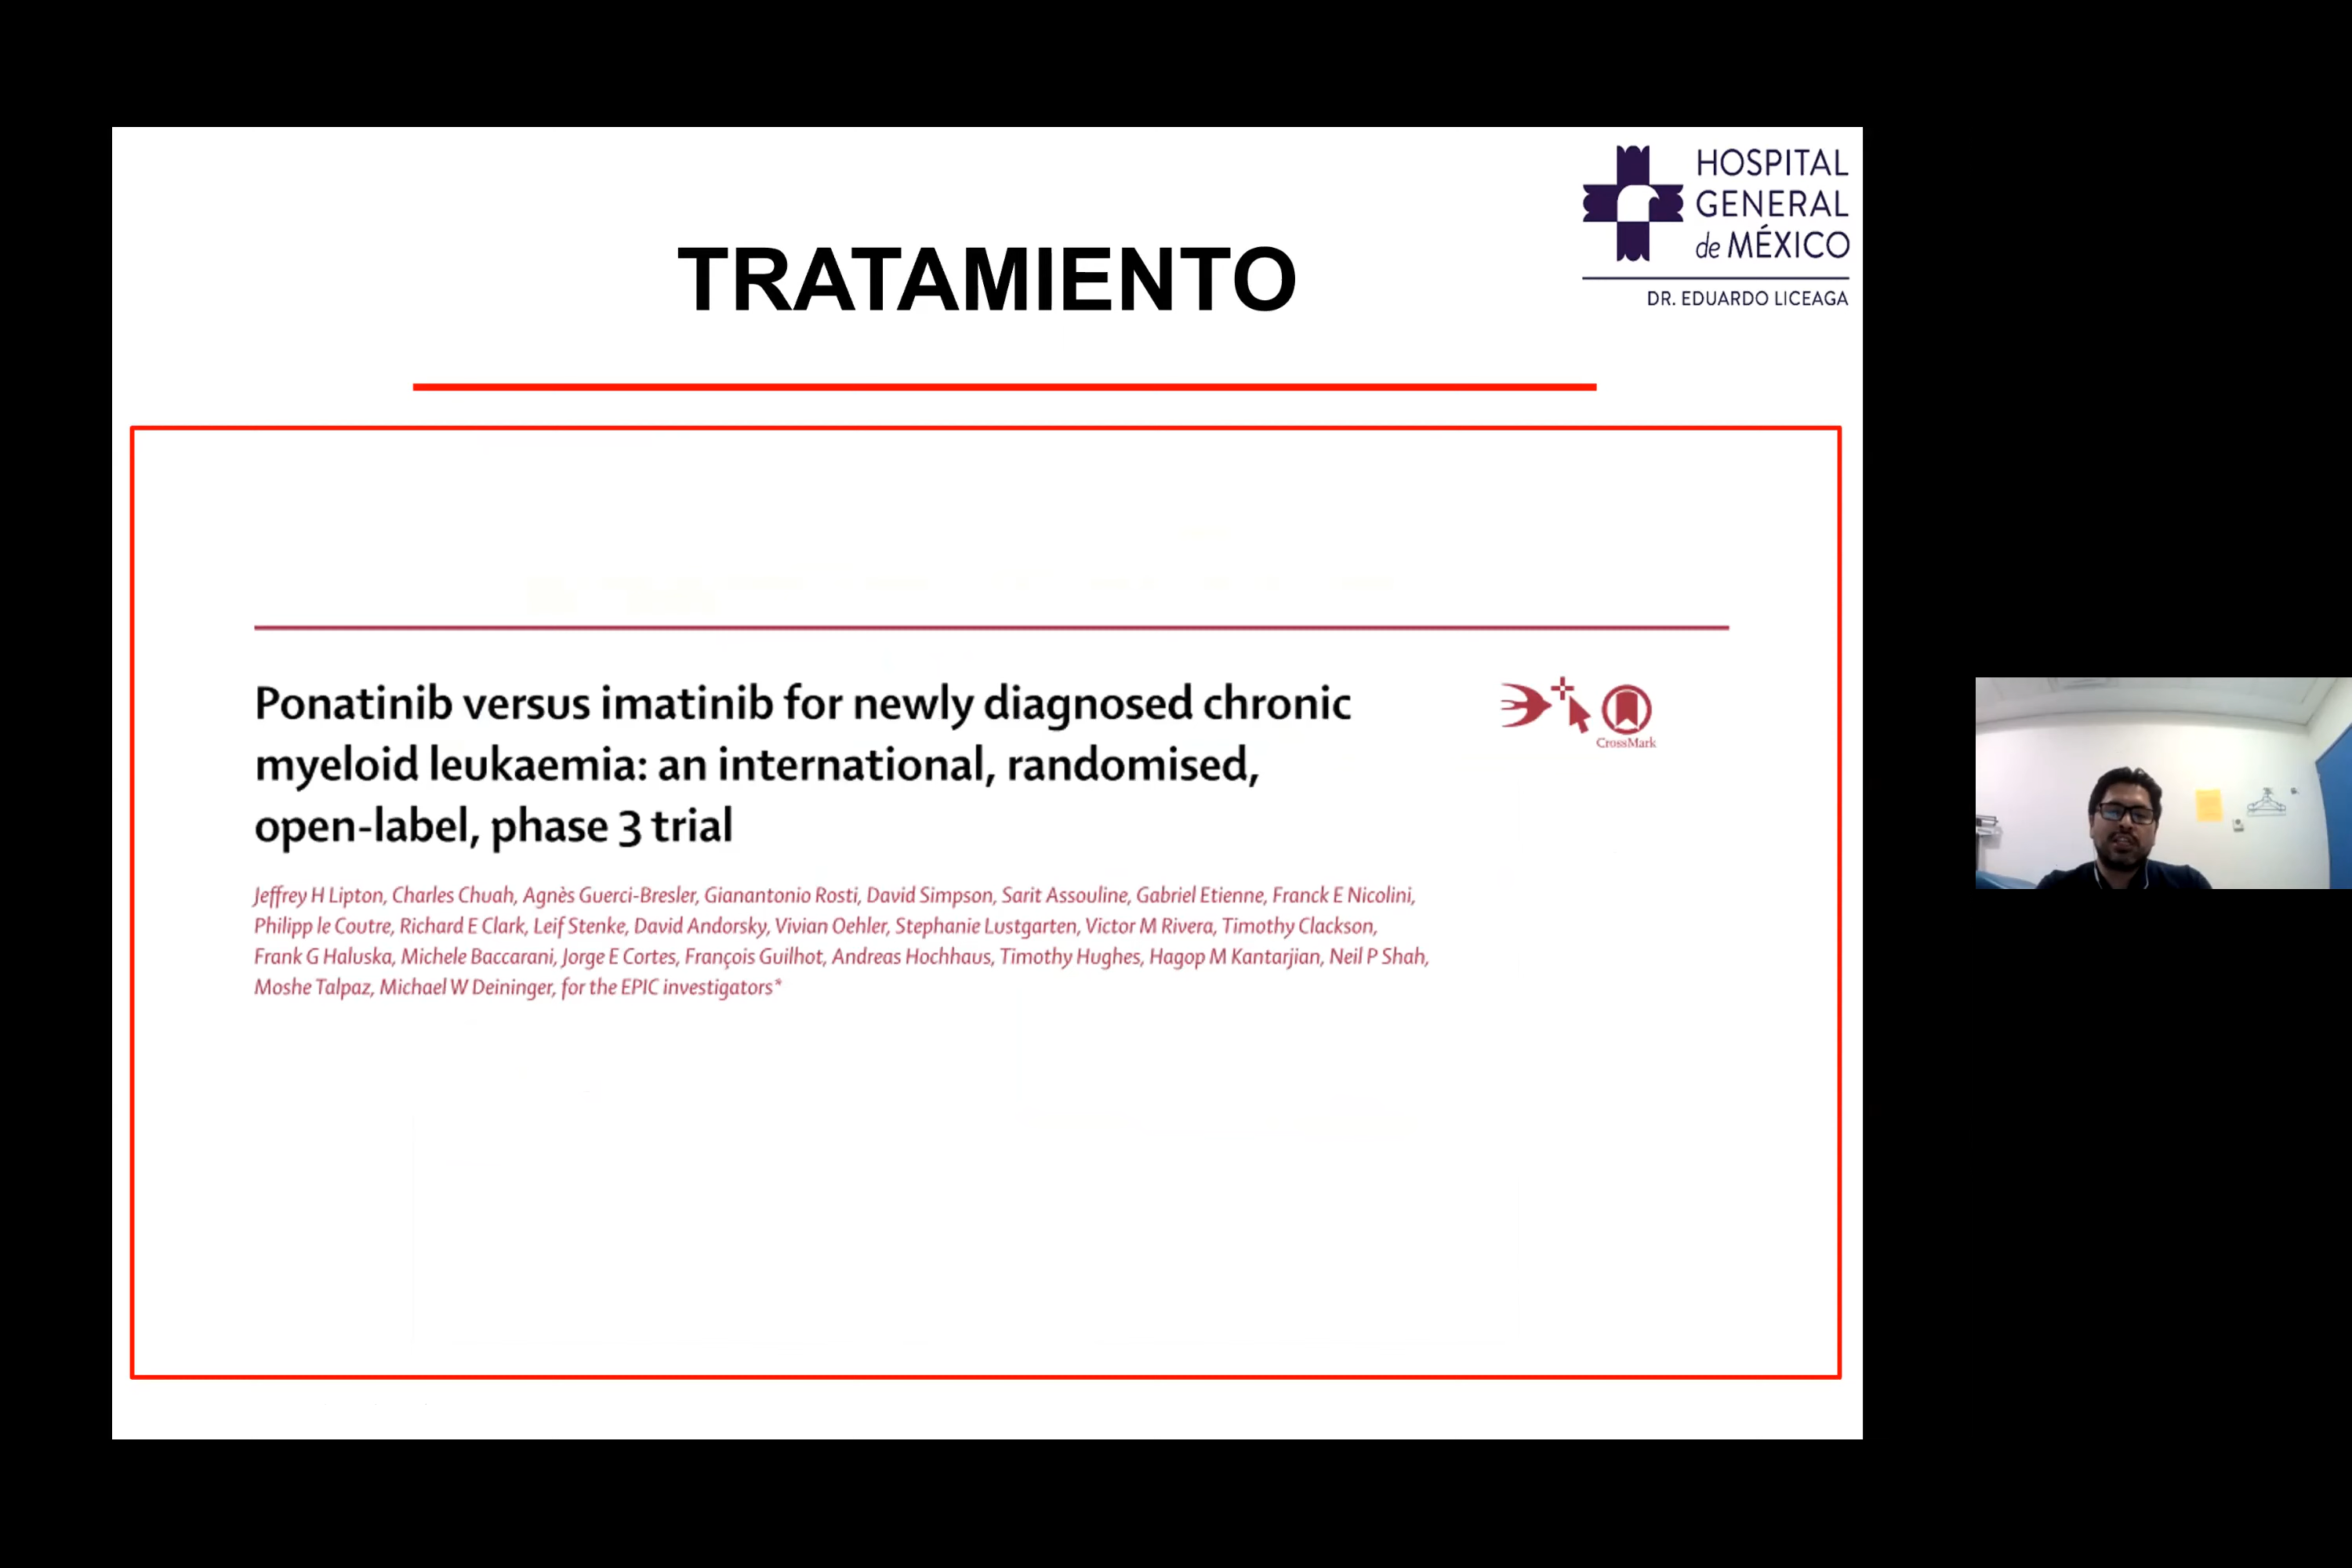 HOSPITAL
GENERAL
de MÉXICO
DR. EDUARDO LICEAGA
TRATAMIENTO
Ponatinib versus imatinib for newly diagnosed chronic
myeloid leukaemia: an international, randomised,
open-label, phase 3 trial
CrossMark
Jeffrey H Lipton, Charles Chuah, Agnès Guerci-Bresler, Gianantonio Rosti, David Simpson, Sarit Assouline, Gabriel Etienne, Franck E Nicolini,
Philipp le Coutre, Richard E Clark, Leif Stenke, David Andorsky, Vivian Oehler, Stephanie Lustgarten, Victor M Rivera, Timothy Clackson,
Frank G Haluska, Michele Baccarani, Jorge E Cortes, François Guilhot, Andreas Hochhaus, Timothy Hughes, Hagop M Kantarjian, Neil P Shah,
Moshe Talpaz, Michael W Deininger, for the EPIC investigators*